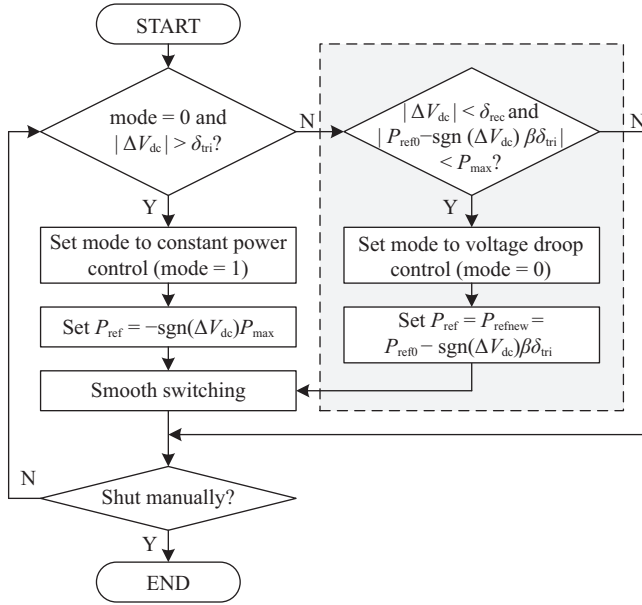 START
mode = 0 and
|ΔV_dc| > δ_tri?
N
Y
Set mode to constant power
control (mode = 1)
Set P_ref = −sgn(ΔV_dc)P_max
Smooth switching
|ΔV_dc| < δ_rec and
|P_ref0−sgn (ΔV_dc) βδ_tri|
< P_max?
N
Y
Set mode to voltage droop
control (mode = 0)
Set P_ref = P_refnew =
P_ref0 − sgn(ΔV_dc)βδ_tri
N
Shut manually?
Y
END